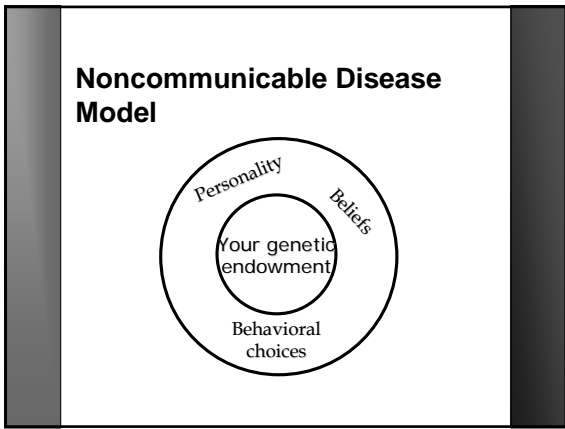 Noncommunicable Disease
Model
Personality
Beliefs
Your genetic
endowment
Behavioral
choices